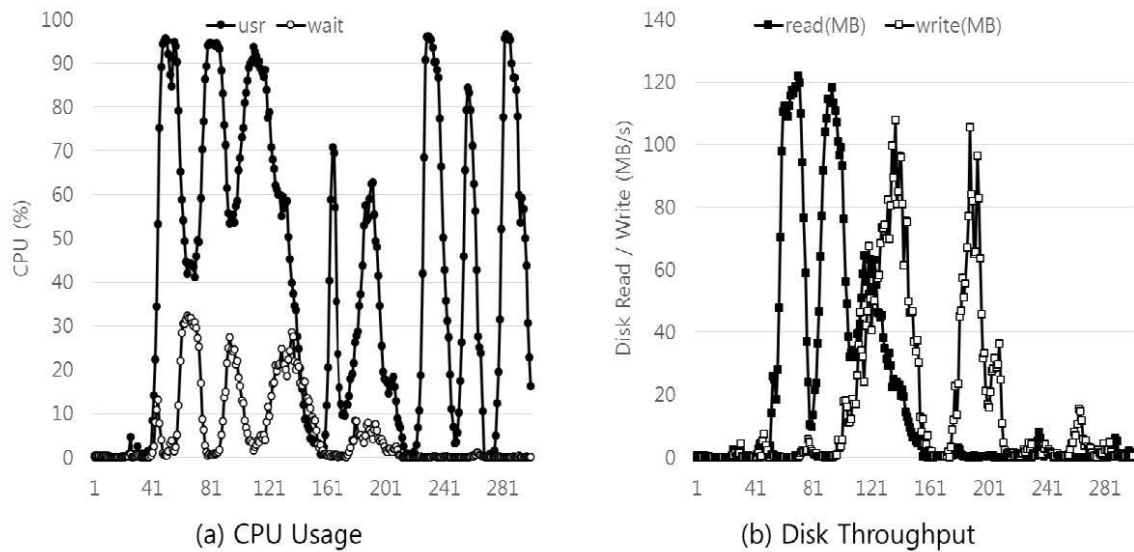 usr wait
CPU (%)
100
90
80
70
60
50
40
30
20
10
0
1 41 81 121 161 201 241 281
(a) CPU Usage
read(MB) write(MB)
Disk Read / Write (MB/s)
140
120
100
80
60
40
20
0
1 41 81 121 161 201 241 281
(b) Disk Throughput